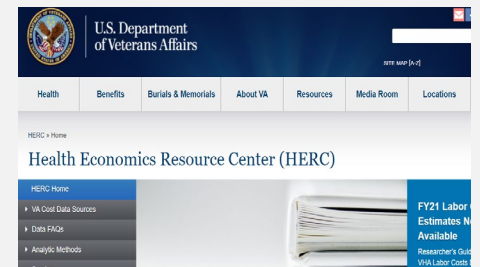 U.S. Department
of Veterans Affairs
SITE MAP [A-Z]
Health
Benefits
Burials & Memorials
About VA
Resources
Media Room
Locations
HERC » Home
Health Economics Resource Center (HERC)
HERC Home
VA Cost Data Sources
Data FAQs
Analytic Methods
FY21 Labor
Estimates
Available
Researcher's
VHA Labor Costs